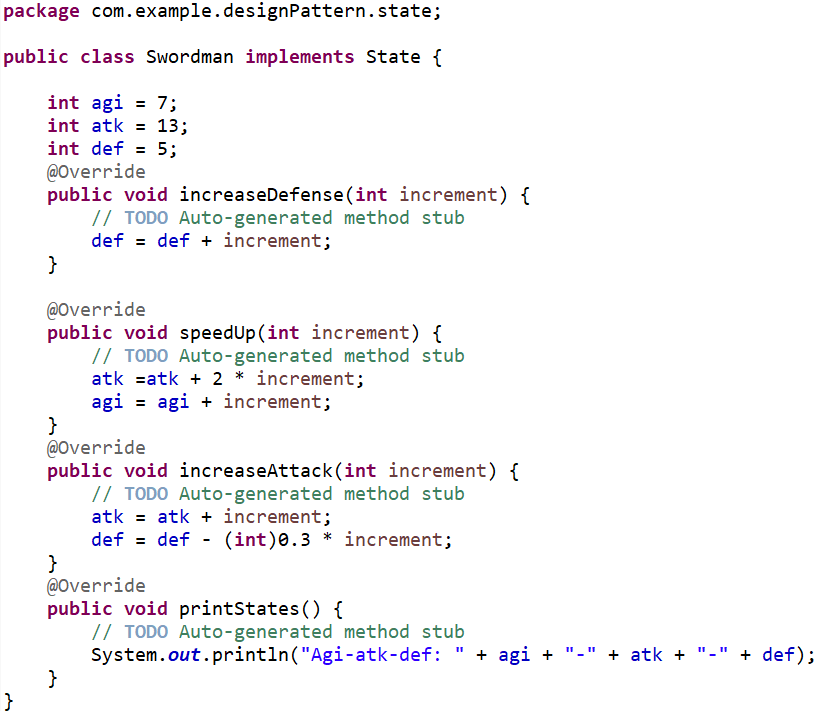 package com.example.designPattern.state;
public class Swordman implements State {
int agi = 7;
int atk = 13;
int def = 5;
@Override
public void increaseDefense(int increment) {
// TODO Auto-generated method stub
def = def + increment;
}
@Override
public void speedUp(int increment) {
// TODO Auto-generated method stub
atk =atk + 2 * increment;
agi = agi + increment;
}
@Override
public void increaseAttack(int increment) {
// TODO Auto-generated method stub
atk = atk + increment;
def = def - (int)0.3 * increment;
}
@Override
public void printStates() {
// TODO Auto-generated method stub
System.out.println("Agi-atk-def: " + agi + "-" + atk + "-" + def);
}
}